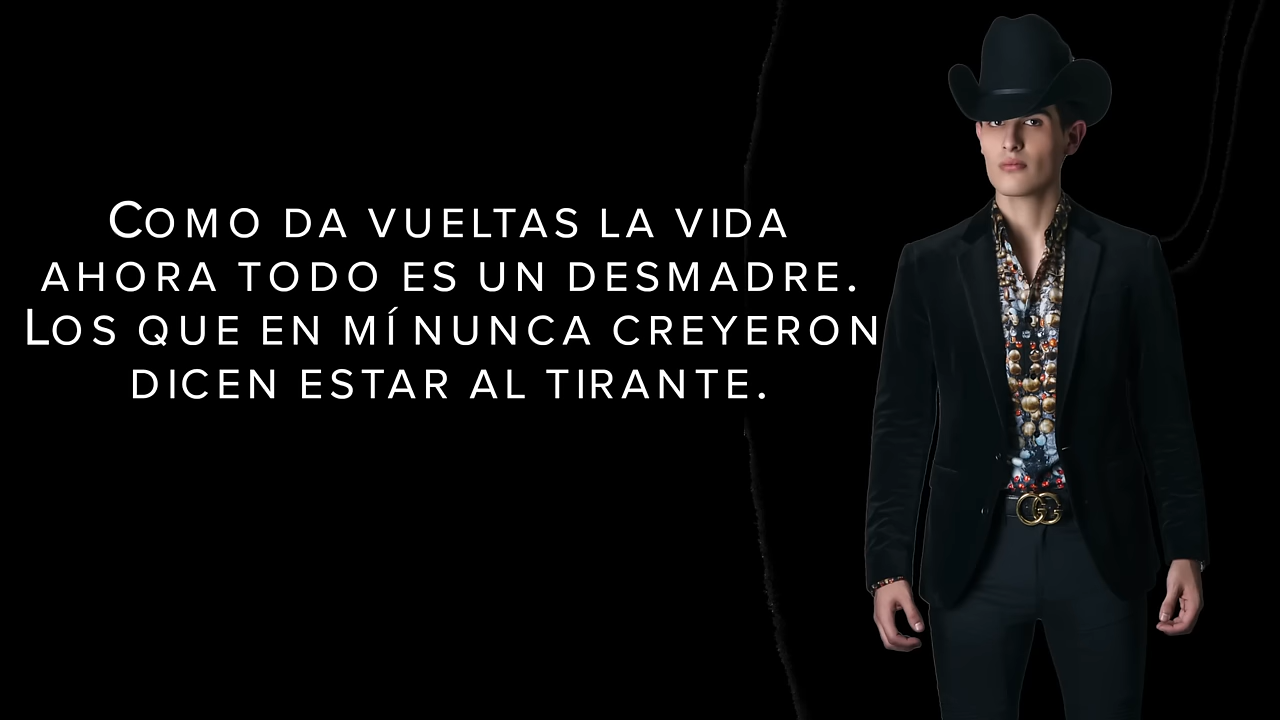 Como da vueltas la vida
ahora todo es un desmadre.
Los que en mí nunca creyeron
dicen estar al tirante.